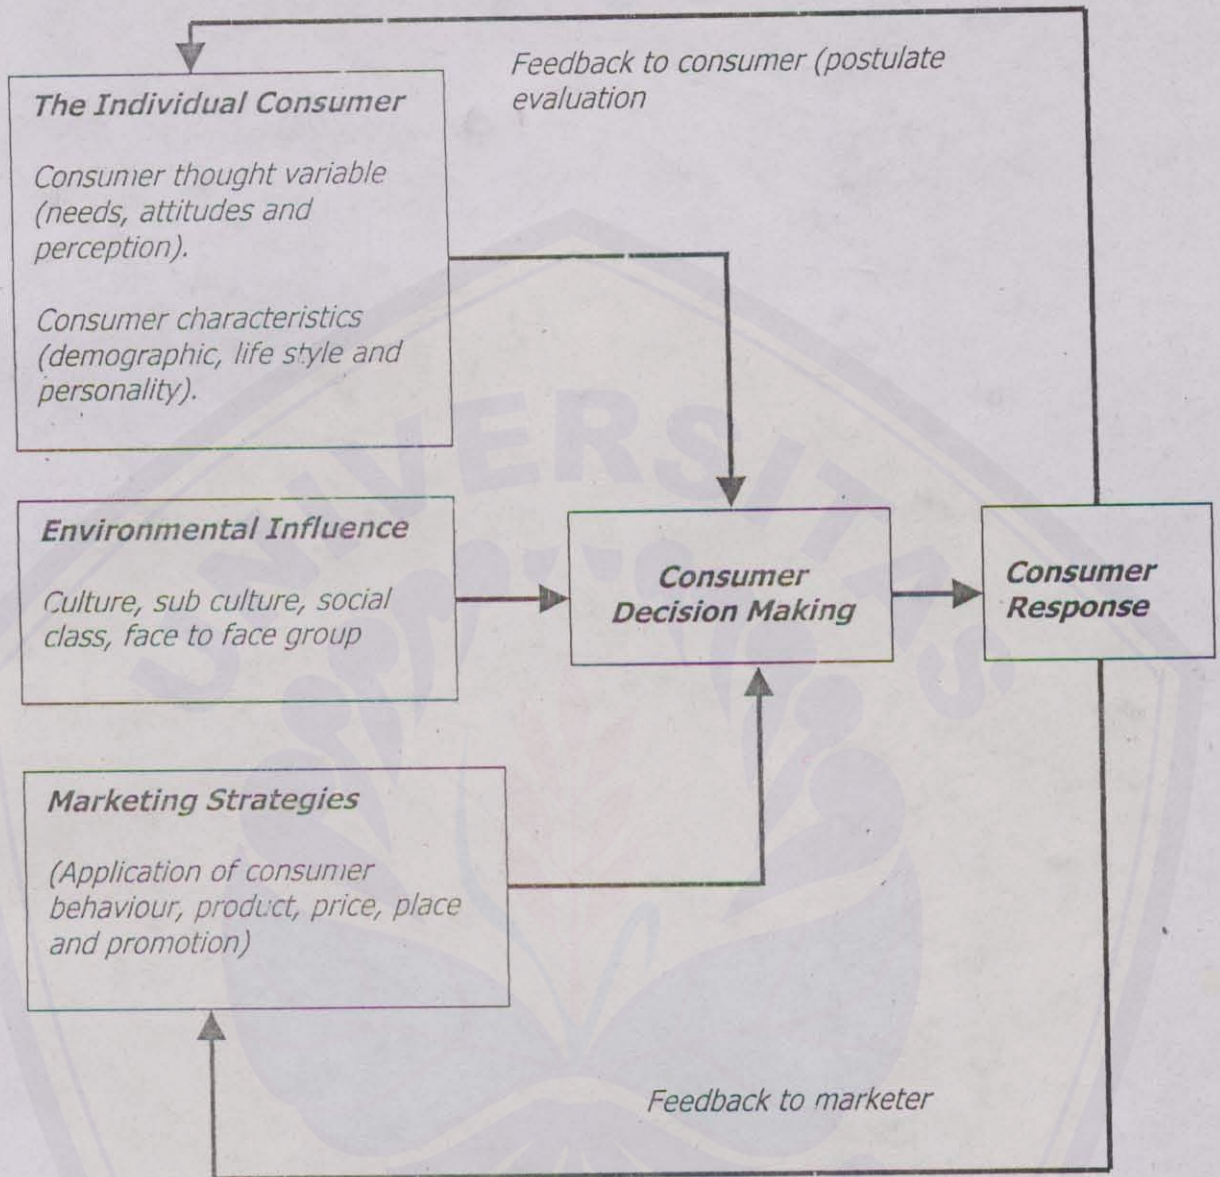 Feedback to consumer (postulate
evaluation
The Individual Consumer
Consumer thought variable
(needs, attitudes and
perception).
Consumer characteristics
(demographic, life style and
personality).
Environmental Influence
Culture, sub culture, social
class, face to face group
Consumer
Decision Making
Consumer
Response
Marketing Strategies
(Application of consumer
behaviour, product, price, place
and promotion)
Feedback to marketer
UNIVERSITAS